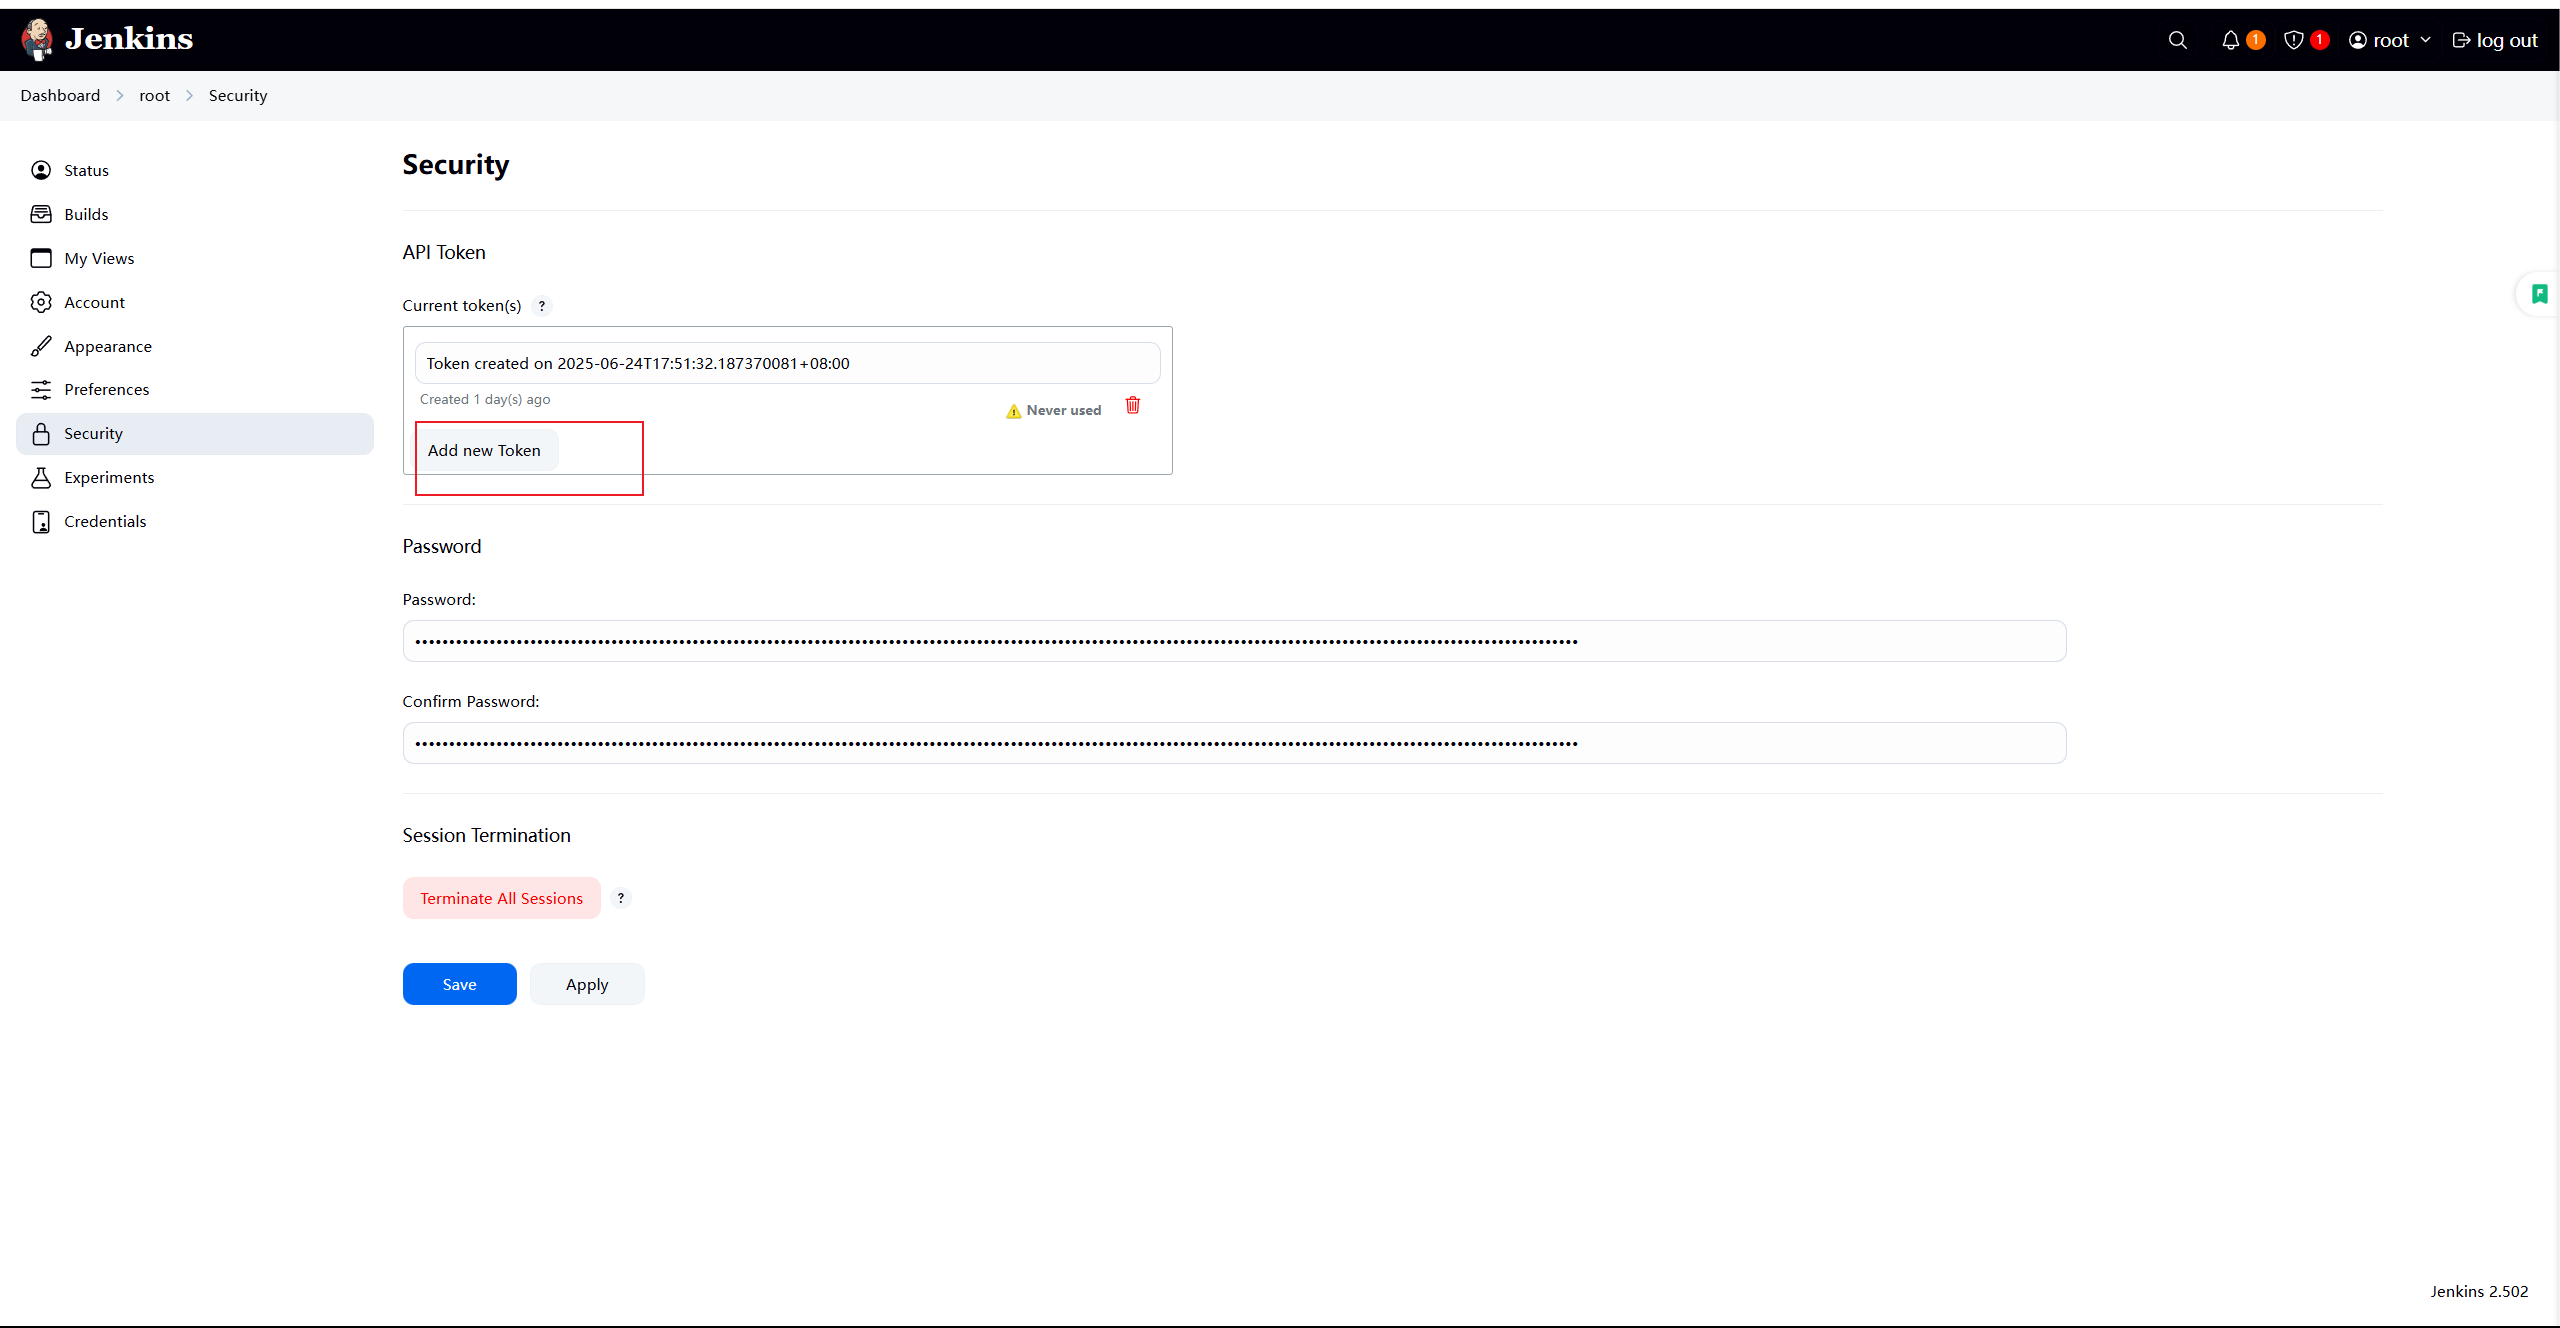 Jenkins
1
1
root
log out
Dashboard
root
Security
Status
Builds
My Views
Account
Appearance
Preferences
Security
Experiments
Credentials
Security
API Token
Current token(s)
?
Token created on 2025-06-24T17:51:32.187370081+08:00
Created 1 day(s) ago
Never used
Add new Token
Password
Password:
Confirm Password:
Session Termination
Terminate All Sessions
?
Save
Apply
Jenkins 2.502